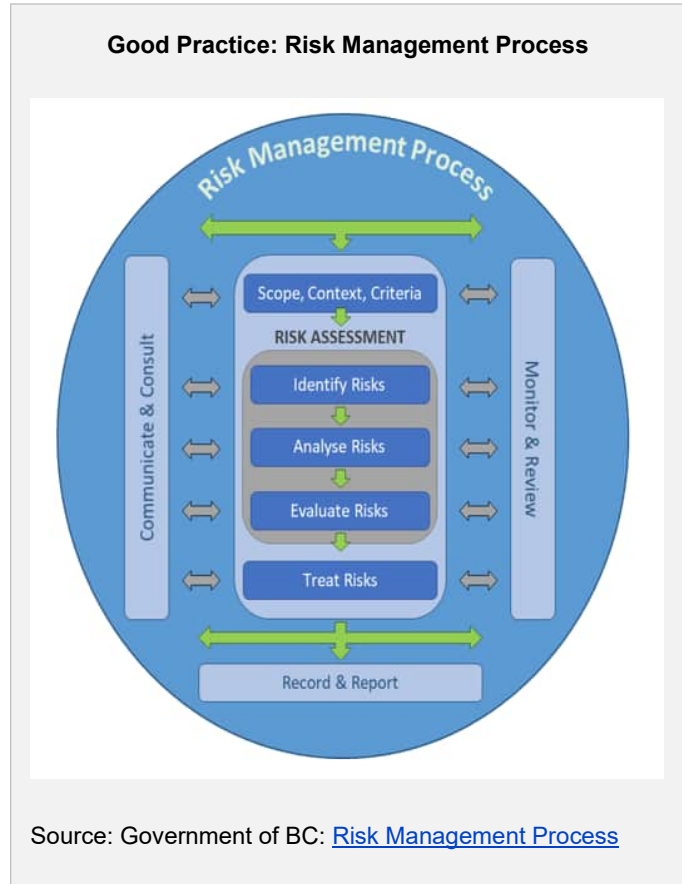 Good Practice: Risk Management Process
Risk Management Process
Scope, Context, Criteria
RISK ASSESSMENT
Identify Risks
Analyse Risks
Evaluate Risks
Treat Risks
Communicate & Consult
Monitor & Review
Record & Report
Source: Government of BC: Risk Management Process